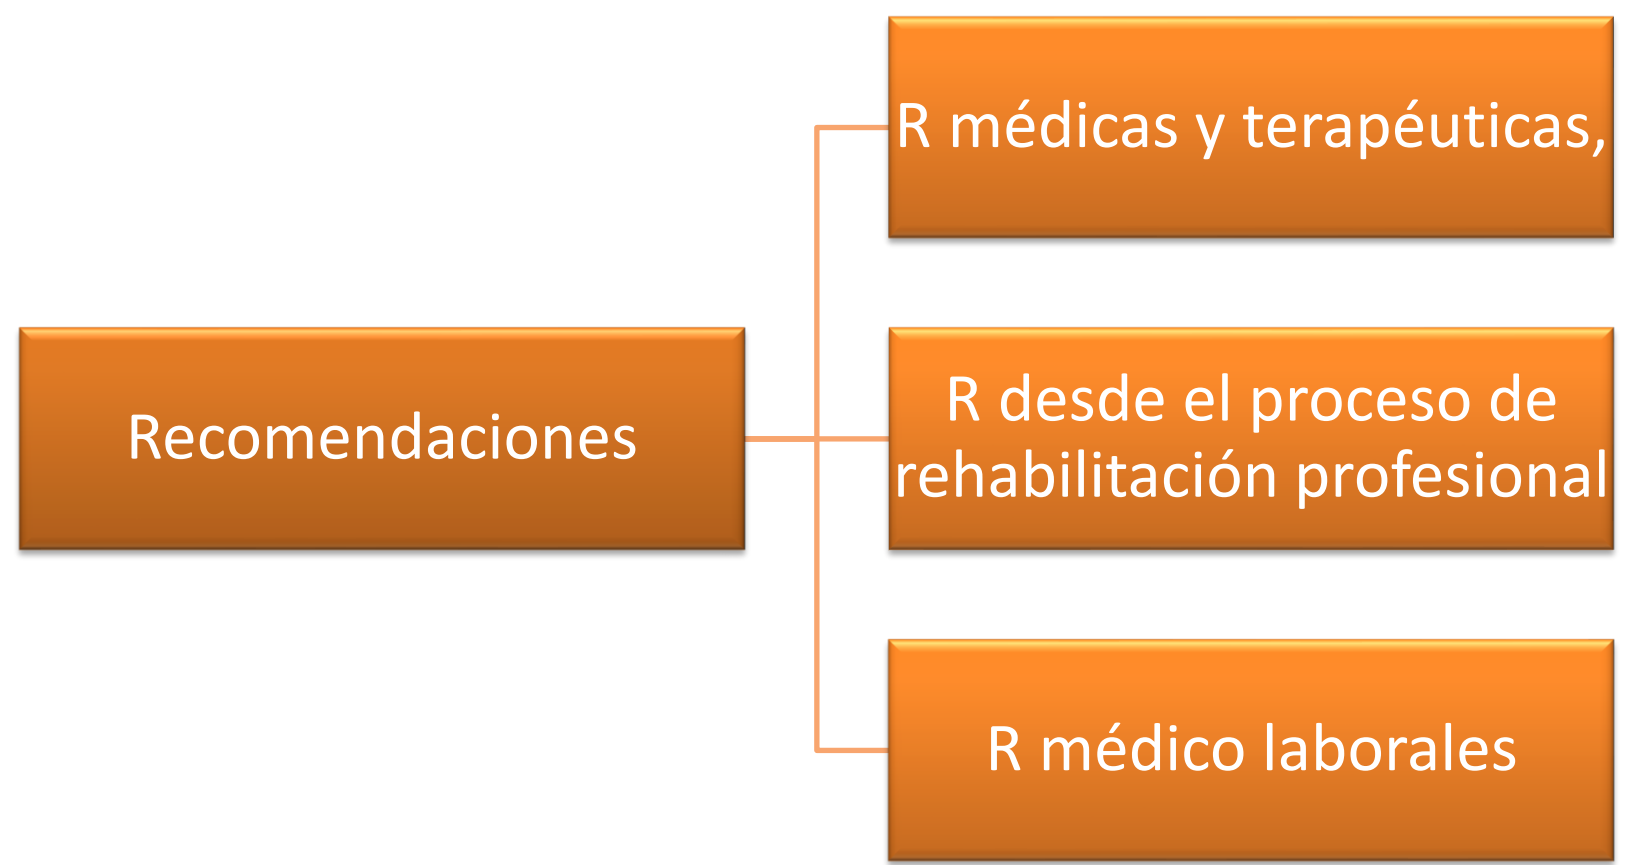 R médicas y terapéuticas,
Recomendaciones
R desde el proceso de
rehabilitación profesional
R médico laborales